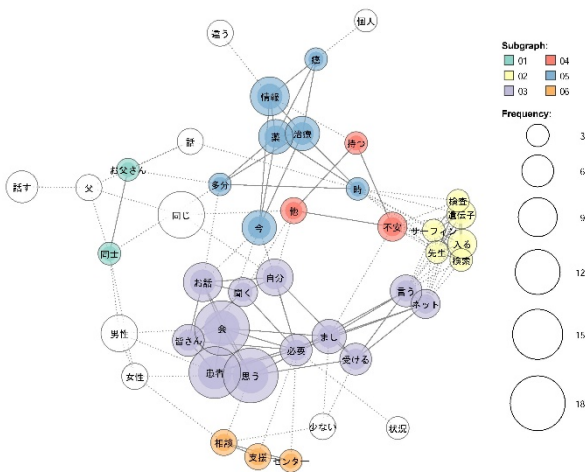 個人
違う
癌
情報
薬
治療
持つ
話
お父さん
多分
時
話す
父
同じ
他
今
不安
検査
遺伝子
サーフィン
入る
先生
検索
同士
お話
自分
聞く
言う
ネット
会
皆さん
必要
まし
受ける
男性
患者
思う
女性
少ない
状況
相談
支援
センター
Subgraph:
01 04
02 05
03 06
Frequency:
3
6
9
12
15
18